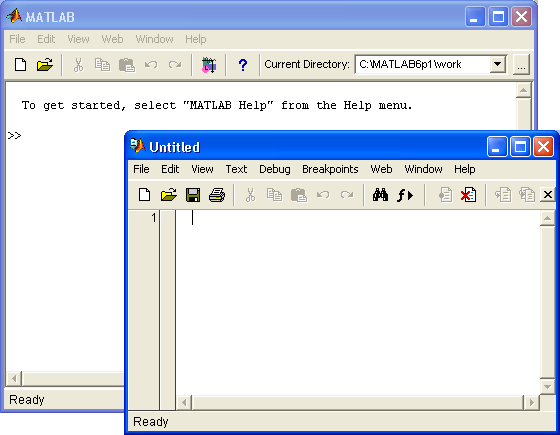 MATLAB
File Edit View Web Window Help
? Current Directory: C:\MATLAB6p1\work ...
To get started, select "MATLAB Help" from the Help menu.
>>
Ready
Untitled
File Edit View Text Debug Breakpoints Web Window Help
1
Ready